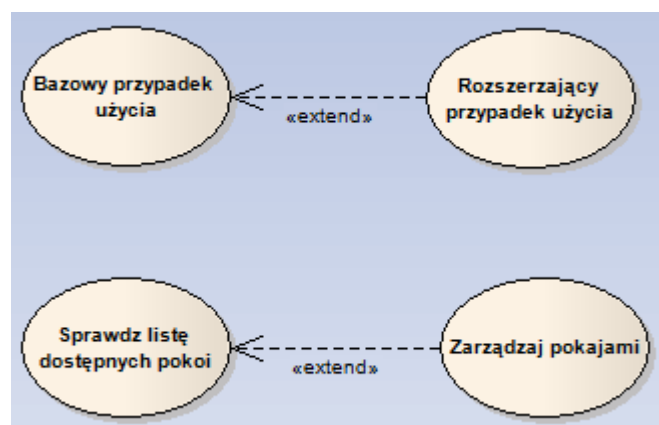 Bazowy przypadek
użycia
«extend»
Rozszerzający
przypadek użycia
Sprawdz listę
dostępnych pokoi
«extend»
Zarządzaj pokajami